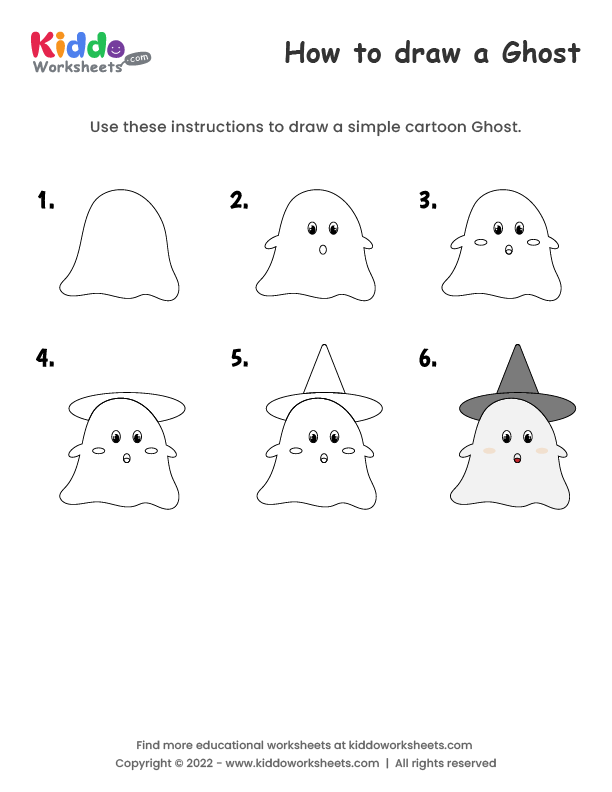 Kiddo
Worksheets .com
How to draw a Ghost
Use these instructions to draw a simple cartoon Ghost.
1. 2. 3.
4. 5. 6.
Find more educational worksheets at kiddoworksheets.com
Copyright © 2022 - www.kiddoworksheets.com | All rights reserved